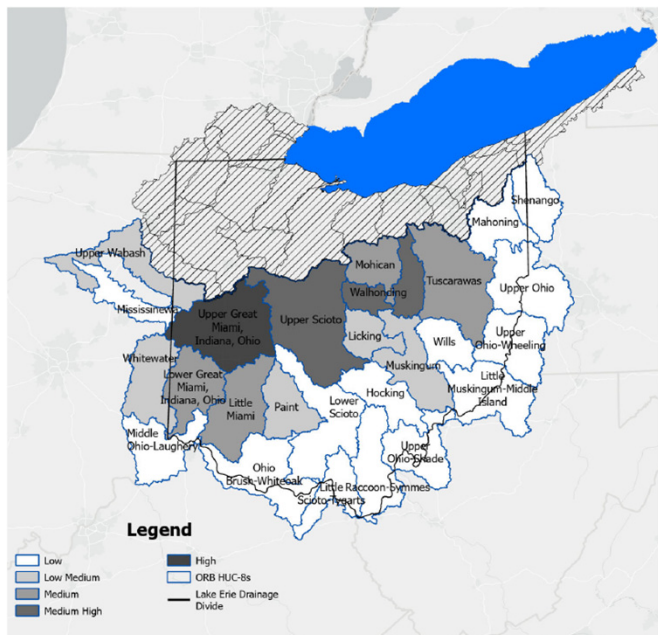 Shenango
Mahoning
Upper Wabash
Mohican
Tuscarawas
Upper Ohio
Walhonding
Mississinewa
Upper Great
Miami,
Indiana, Ohio
Upper Scioto
Licking
Wills
Upper
Ohio-Wheeling
Whitewater
Muskingum
Lower Great
Miami,
Indiana, Ohio
Little
Miami
Paint
Hocking
Little
Muskingum-Middle
Island
Lower
Scioto
Middle
Ohio-Laughery
Upper
Ohio-Shade
Ohio
Brush-Whiteoak
Little
Scioto-Tygarts
Raccoon-Symmes
Legend
Low
Low Medium
Medium
Medium High
High
ORB HUC-8s
Lake Erie Drainage
Divide